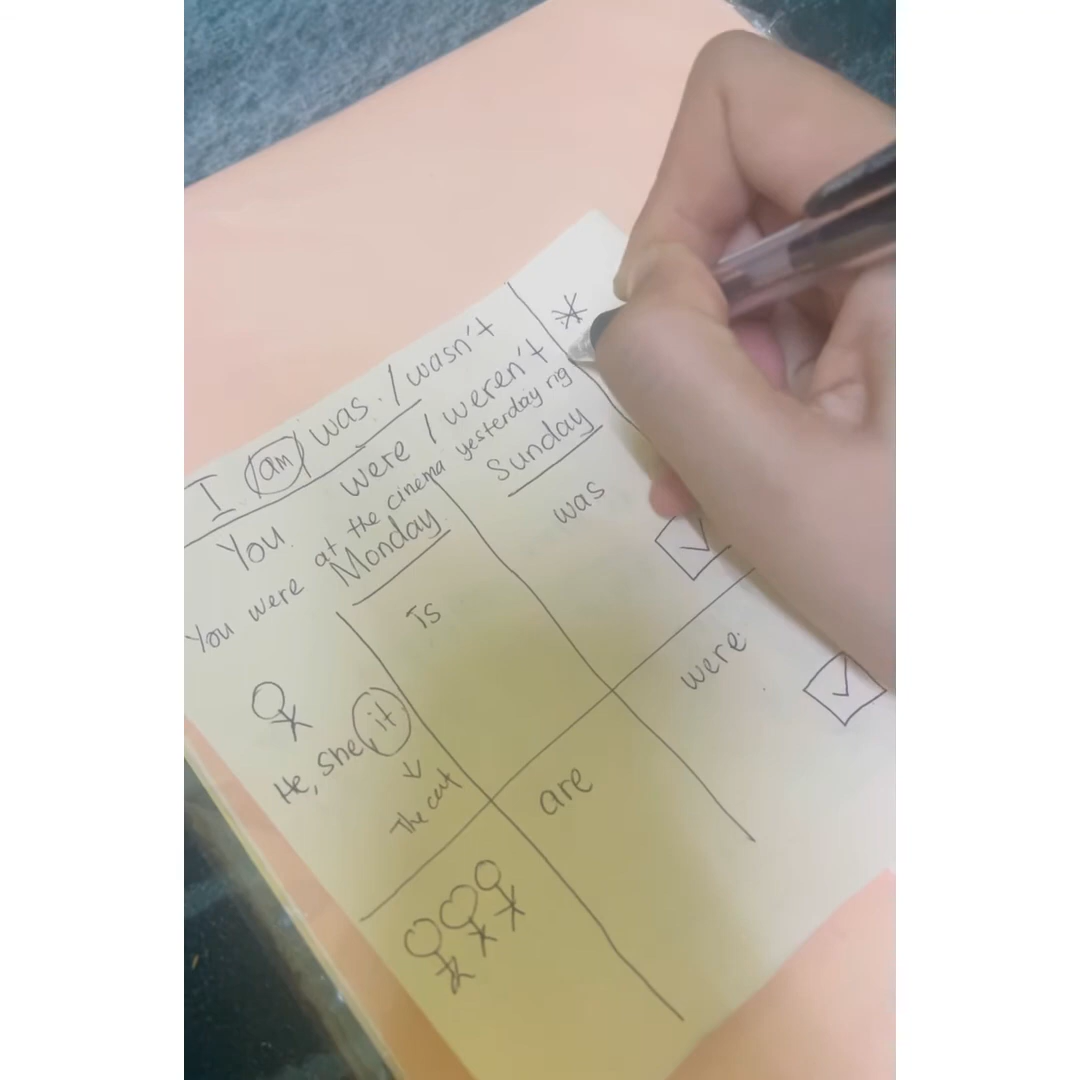 I am / was / wasn't
You were / weren't
You were at the cinema yesterday rig
Monday Sunday
is was
He, She, it
The cat
are were